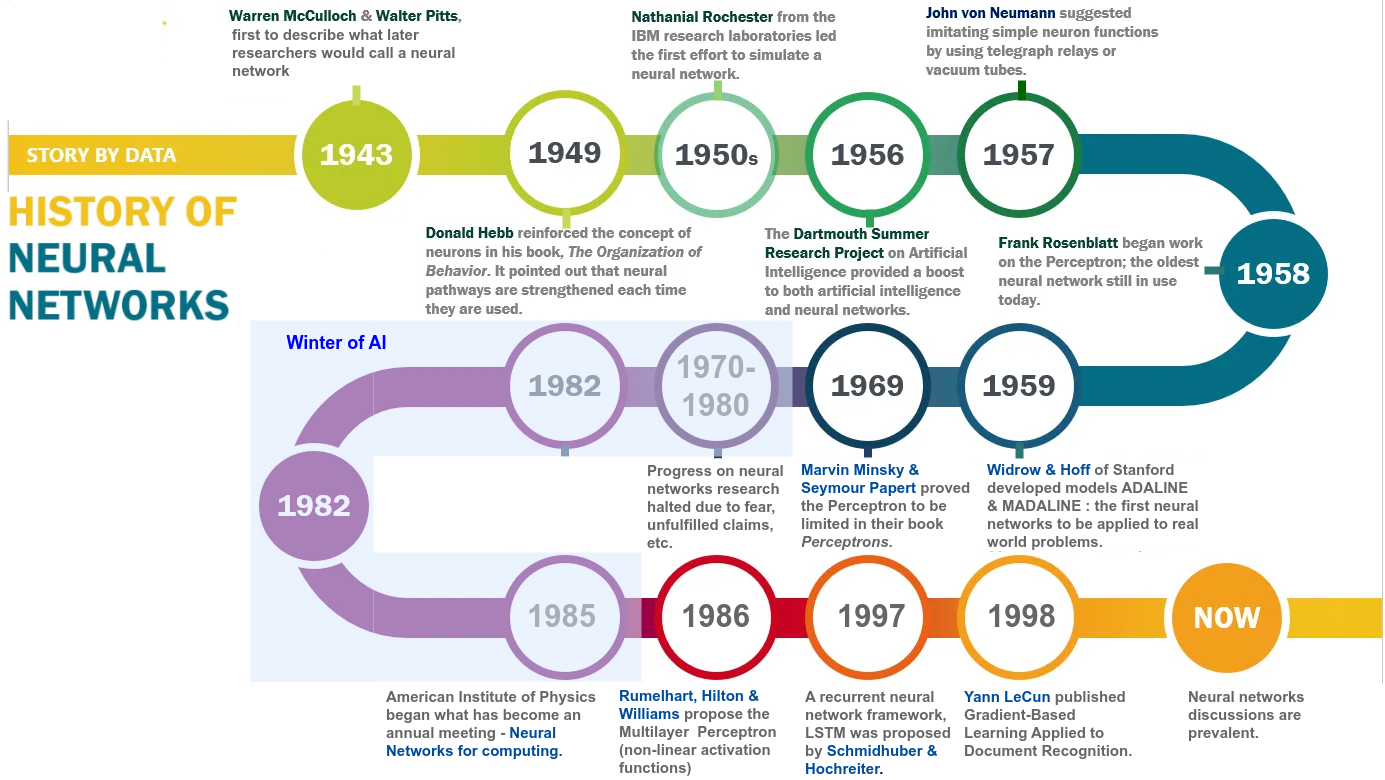 Warren McCulloch & Walter Pitts,
first to describe what later
researchers would call a neural
network
Nathanial Rochester from the
IBM research laboratories led
the first effort to simulate a
neural network.
John von Neumann suggested
imitating simple neuron functions
by using telegraph relays or
vacuum tubes.
STORY BY DATA
1943
1949
1950s
1956
1957
HISTORY OF
NEURAL
NETWORKS
Donald Hebb reinforced the concept of
neurons in his book, The Organization of
Behavior. It pointed out that neural
pathways are strengthened each time
they are used.
The Dartmouth Summer
Research Project on Artificial
Intelligence provided a boost
to both artificial intelligence
and neural networks.
Frank Rosenblatt began work
on the Perceptron; the oldest
neural network still in use
today.
1958
Winter of AI
1982
1970-
1980
1969
1959
Progress on neural
networks research
halted due to fear,
unfulfilled claims,
etc.
Marvin Minsky &
Seymour Papert proved
the Perceptron to be
limited in their book
Perceptrons.
Widrow & Hoff of Stanford
developed models ADALINE
& MADALINE : the first neural
networks to be applied to real
world problems.
1982
1985
1986
1997
1998
NOW
American Institute of Physics
began what has become an
annual meeting - Neural
Networks for computing.
Rumelhart, Hilton &
Williams propose the
Multilayer Perceptron
(non-linear activation
functions)
A recurrent neural
network framework,
LSTM was proposed
by Schmidhuber &
Hochreiter.
Yann LeCun published
Gradient-Based
Learning Applied to
Document Recognition.
Neural networks
discussions are
prevalent.